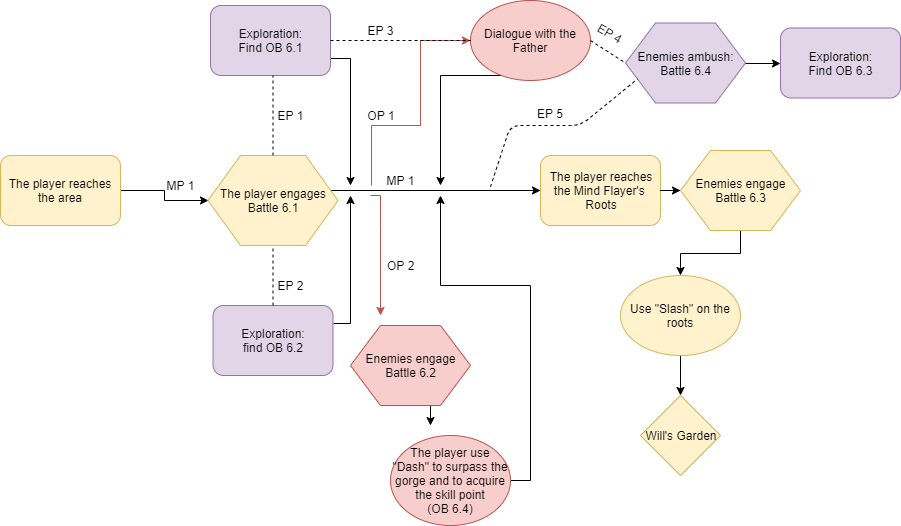 Exploration:
Find OB 6.1
EP 3
Dialogue with the
Father
EP 4
Enemies ambush:
Battle 6.4
Exploration:
Find OB 6.3
EP 1
OP 1
EP 5
The player reaches
the area
MP 1
The player engages
Battle 6.1
MP 1
The player reaches
the Mind Flayer's
Roots
Enemies engage
Battle 6.3
EP 2
OP 2
Exploration:
find OB 6.2
Enemies engage
Battle 6.2
Use "Slash" on the
roots
The player use
"Dash" to surpass the
gorge and to acquire
the skill point
(OB 6.4)
Will's Garden